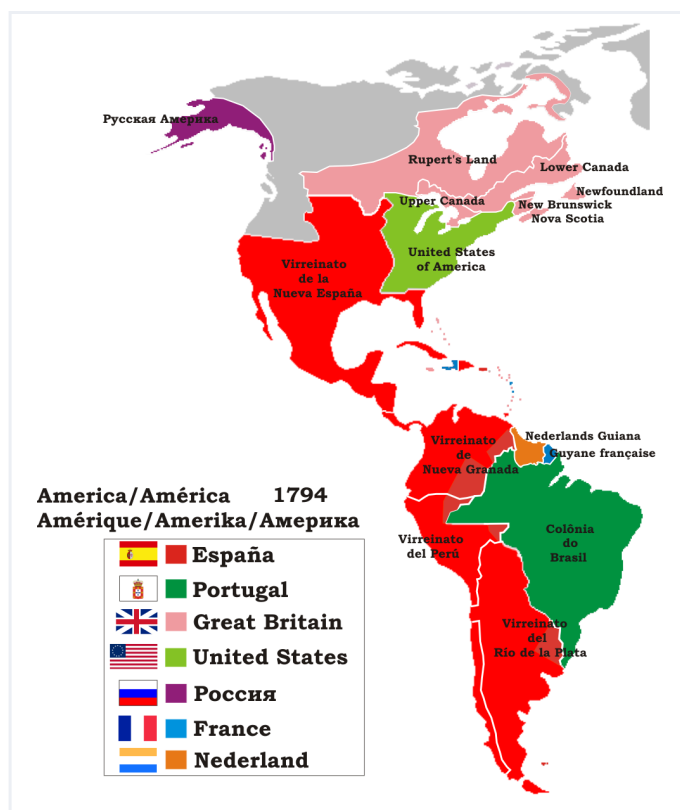 Русская Америка
Rupert's Land
Lower Canada
Newfoundland
Upper Canada
New Brunswick
Nova Scotia
United States
of America
Virreinato
de la
Nueva España
Nederlands Guiana
Virreinato
de
Nueva Granada
Guyane française
America/América 1794
Amérique/Amerika/Америка
Virreinato
del Perú
Colônia
do
Brasil
España
Portugal
Great Britain
Virreinato
del
Río de la Plata
United States
Россия
France
Nederland